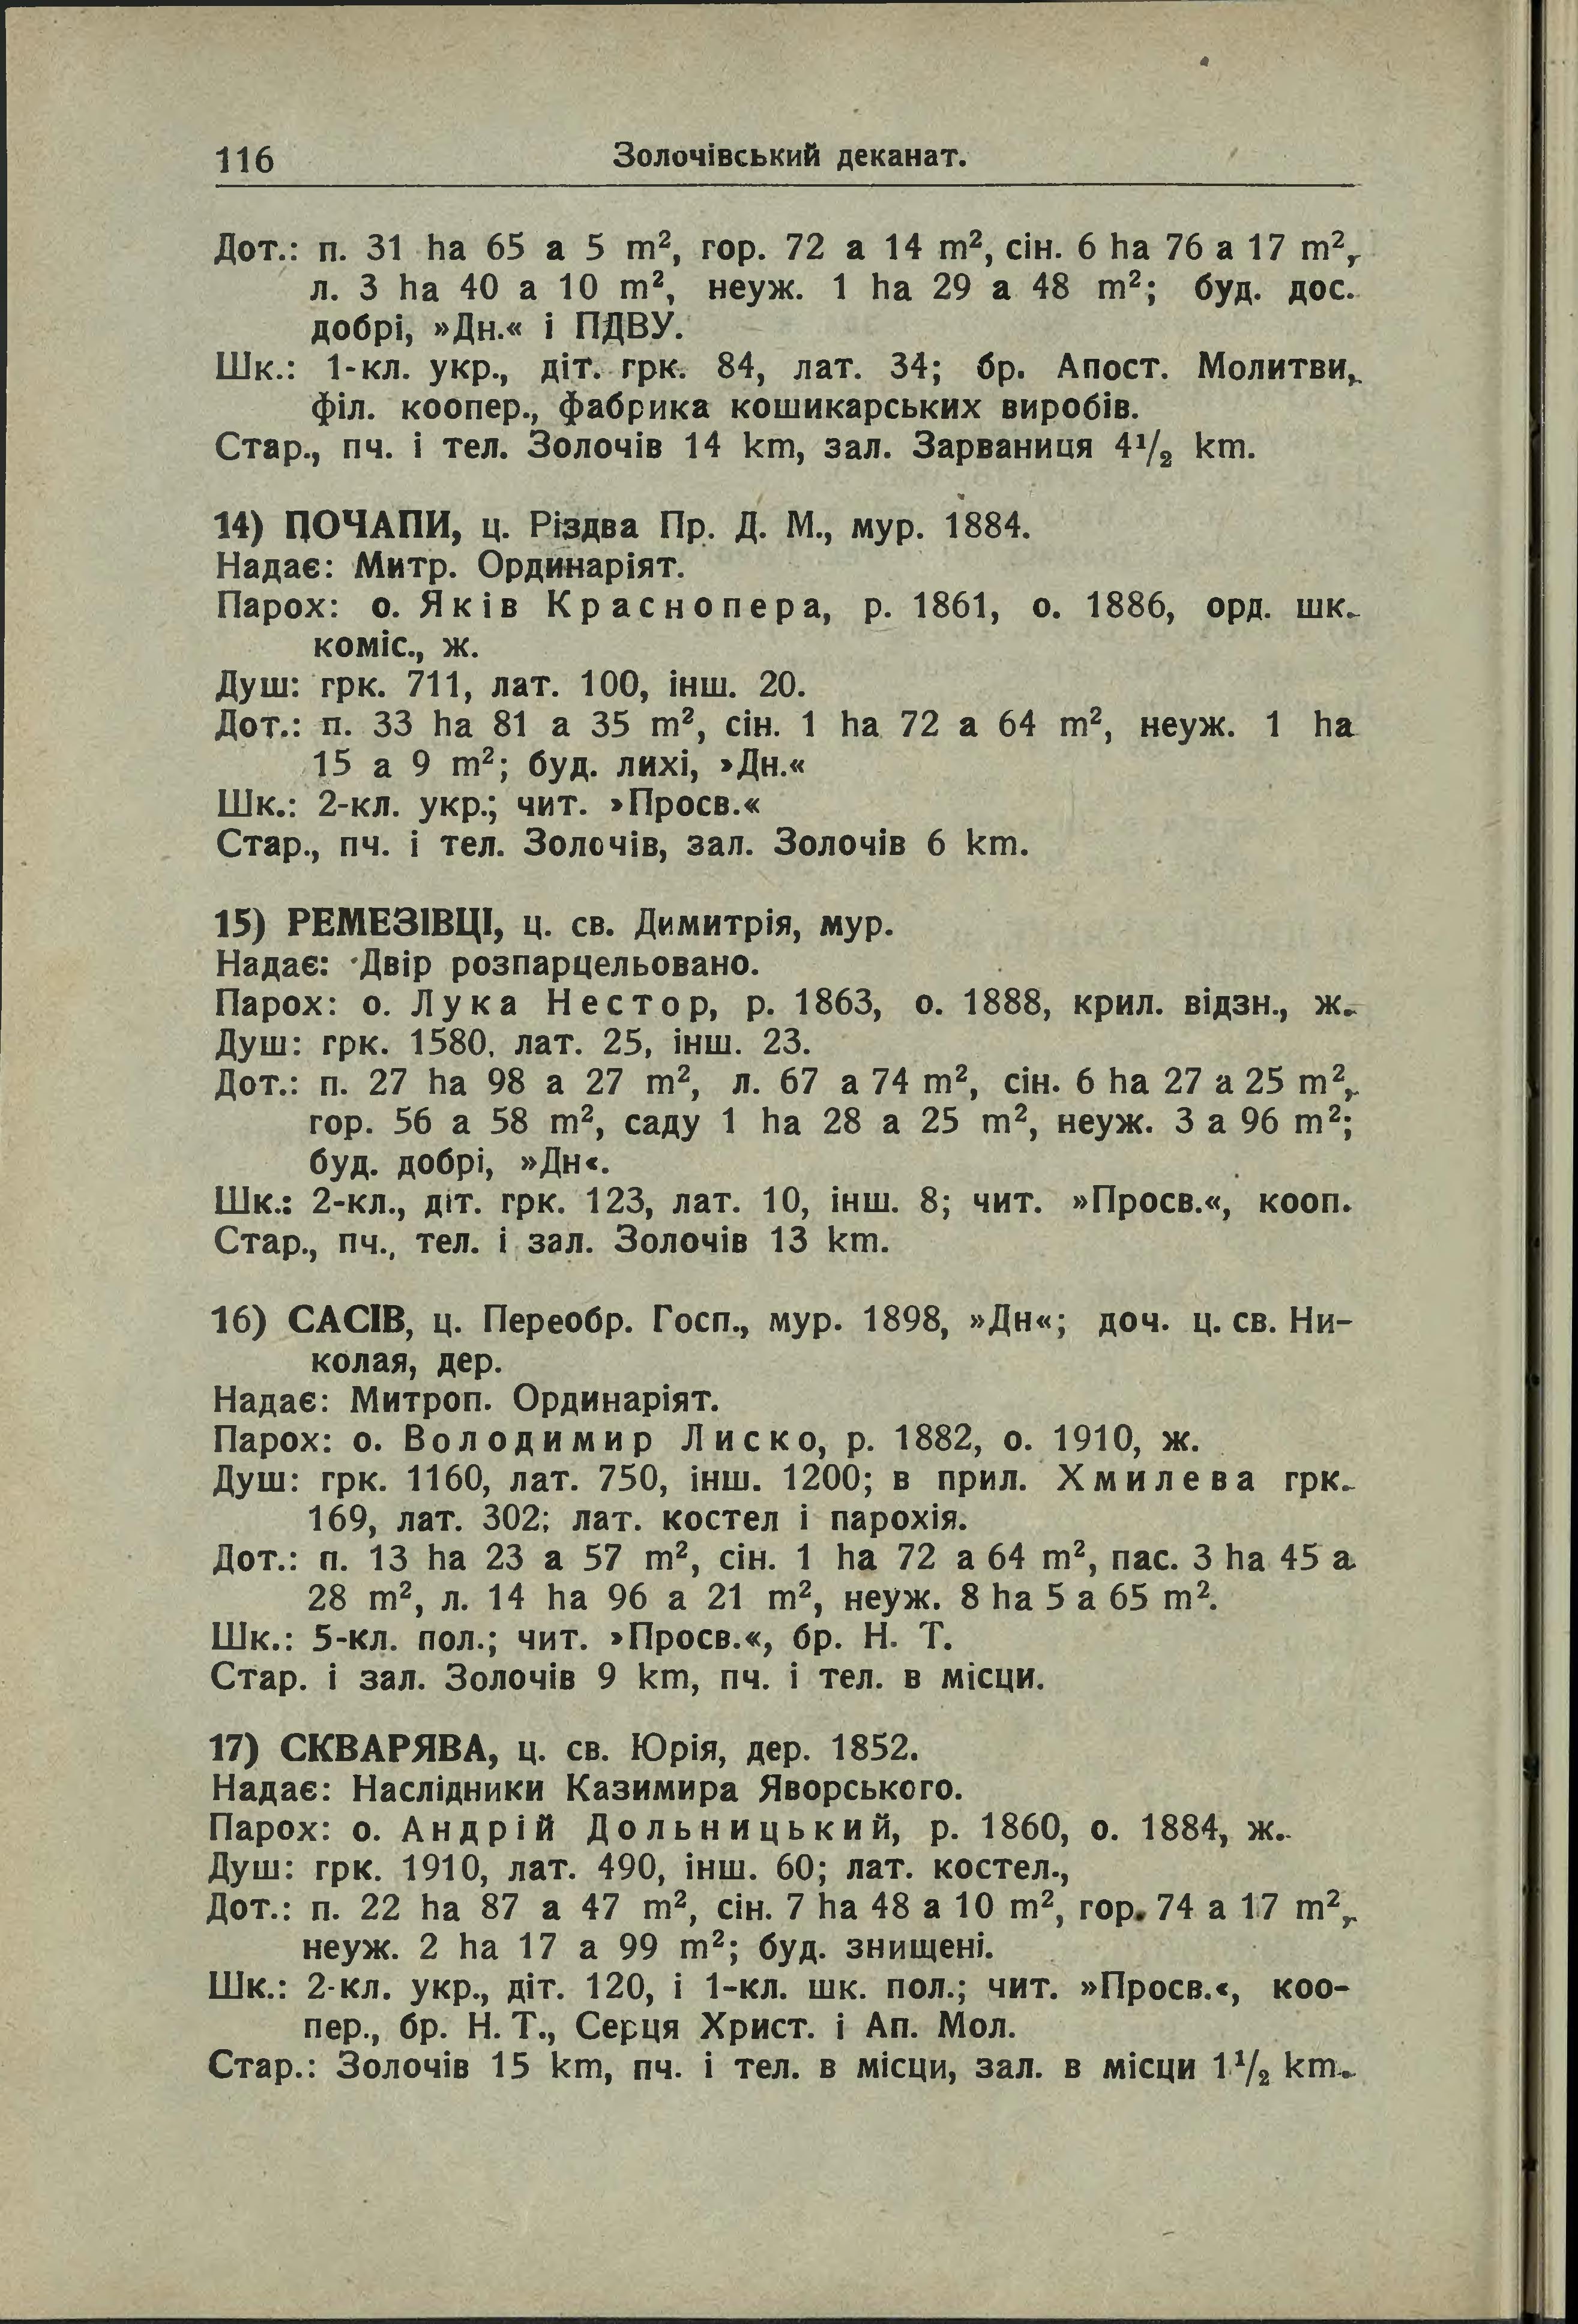 116 Золочівський деканат.
Дот.: п. 31 ha 65 a 5 m², гор. 72 a 14 m², сін. 6 ha 76 a 17 m²,
л. 3 ha 40 a 10 m², неуж. 1 ha 29 a 48 m²; буд. дос.
добрі, »Дн.« і ПДВУ.
Шк.: 1-кл. укр., діт. грк. 84, лат. 34; бр. Апост. Молитви,
філ. коопер., фабрика кошикарських виробів.
Стар., пч. і тел. Золочів 14 km, зал. Зарваниця 4¹/₂ km.
14) ПОЧАПИ, ц. Різдва Пр. Д. М., мур. 1884.
Надає: Митр. Ординаріят.
Парох: о. Яків Краснопера, р. 1861, о. 1886, орд. шк.
коміс., ж.
Душ: грк. 711, лат. 100, інш. 20.
Дот.: п. 33 ha 81 a 35 m², сін. 1 ha 72 a 64 m², неуж. 1 ha
15 a 9 m²; буд. лихі, »Дн.«
Шк.: 2-кл. укр.; чит. »Просв.«
Стар., пч. і тел. Золочів, зал. Золочів 6 km.
15) РЕМЕЗІВЦІ, ц. св. Димитрія, мур.
Надає: Двір розпарцельовано.
Парох: о. Лука Нестор, р. 1863, о. 1888, крил. відзн., ж.
Душ: грк. 1580, лат. 25, інш. 23.
Дот.: п. 27 ha 98 a 27 m², л. 67 a 74 m², сін. 6 ha 27 a 25 m²,
гор. 56 a 58 m², саду 1 ha 28 a 25 m², неуж. 3 a 96 m²;
буд. добрі, »Дн«.
Шк.: 2-кл., діт. грк. 123, лат. 10, інш. 8; чит. »Просв.«, кооп.
Стар., пч., тел. і зал. Золочів 13 km.
16) САСІВ, ц. Переобр. Госп., мур. 1898, »Дн«; доч. ц. св. Ни-
колая, дер.
Надає: Митроп. Ординаріят.
Парох: о. Володимир Лиско, р. 1882, о. 1910, ж.
Душ: грк. 1160, лат. 750, інш. 1200; в прил. Хмилева грк.
169, лат. 302; лат. костел і парохія.
Дот.: п. 13 ha 23 a 57 m², сін. 1 ha 72 a 64 m², пас. 3 ha 45 a
28 m², л. 14 ha 96 a 21 m², неуж. 8 ha 5 a 65 m².
Шк.: 5-кл. пол.; чит. »Просв.«, бр. Н. Т.
Стар. і зал. Золочів 9 km, пч. і тел. в місци.
17) СКВАРЯВА, ц. св. Юрія, дер. 1852.
Надає: Наслідники Казимира Яворського.
Парох: о. Андрій Дольницький, р. 1860, о. 1884, ж.
Душ: грк. 1910, лат. 490, інш. 60; лат. костел.,
Дот.: п. 22 ha 87 a 47 m², сін. 7 ha 48 a 10 m², гор. 74 a 17 m²,
неуж. 2 ha 17 a 99 m²; буд. знищені.
Шк.: 2-кл. укр., діт. 120, і 1-кл. шк. пол.; чит. »Просв.«, коо-
пер., бр. Н. Т., Серця Христ. і Ап. Мол.
Стар.: Золочів 15 km, пч. і тел. в місци, зал. в місци 1¹/₂ km.